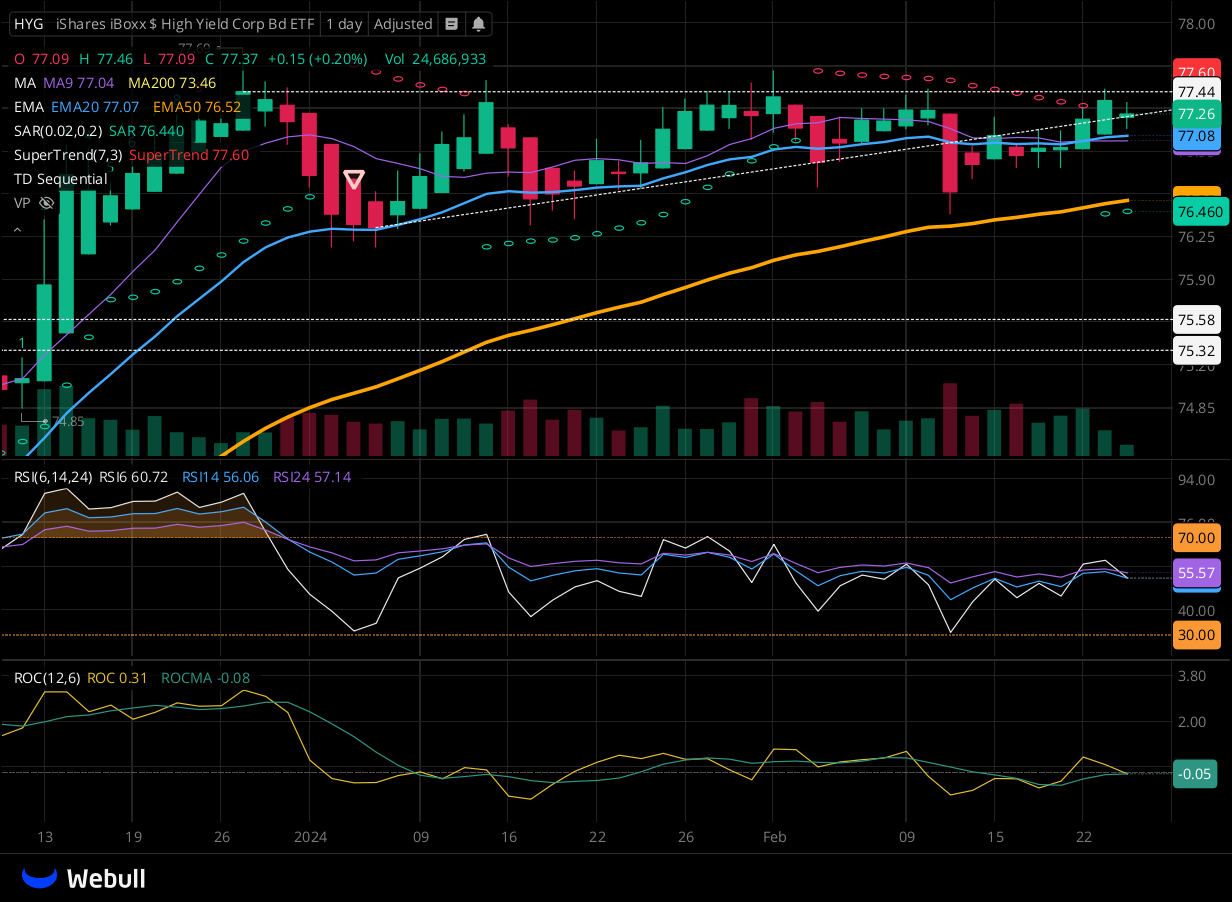 HYG iShares iBoxx $ High Yield Corp Bd ETF 1 day Adjusted
77.69
O 77.09 H 77.46 L 77.09 C 77.37 +0.15 (+0.20%) Vol 24,686,933
MA MA9 77.04 MA200 73.46
EMA EMA20 77.07 EMA50 76.52
SAR(0.02,0.2) SAR 76.440
SuperTrend(7,3) SuperTrend 77.60
TD Sequential
VP
1
74.85
78.00
77.60
77.44
77.26
77.08
76.460
76.25
75.90
75.58
75.32
75.20
74.85
RSI(6,14,24) RSI6 60.72 RSI14 56.06 RSI24 57.14
94.00
70.00
55.57
40.00
30.00
ROC(12,6) ROC 0.31 ROCMA -0.08
3.80
2.00
-0.05
13 19 26 2024 09 16 22 26 Feb 09 15 22
Webull